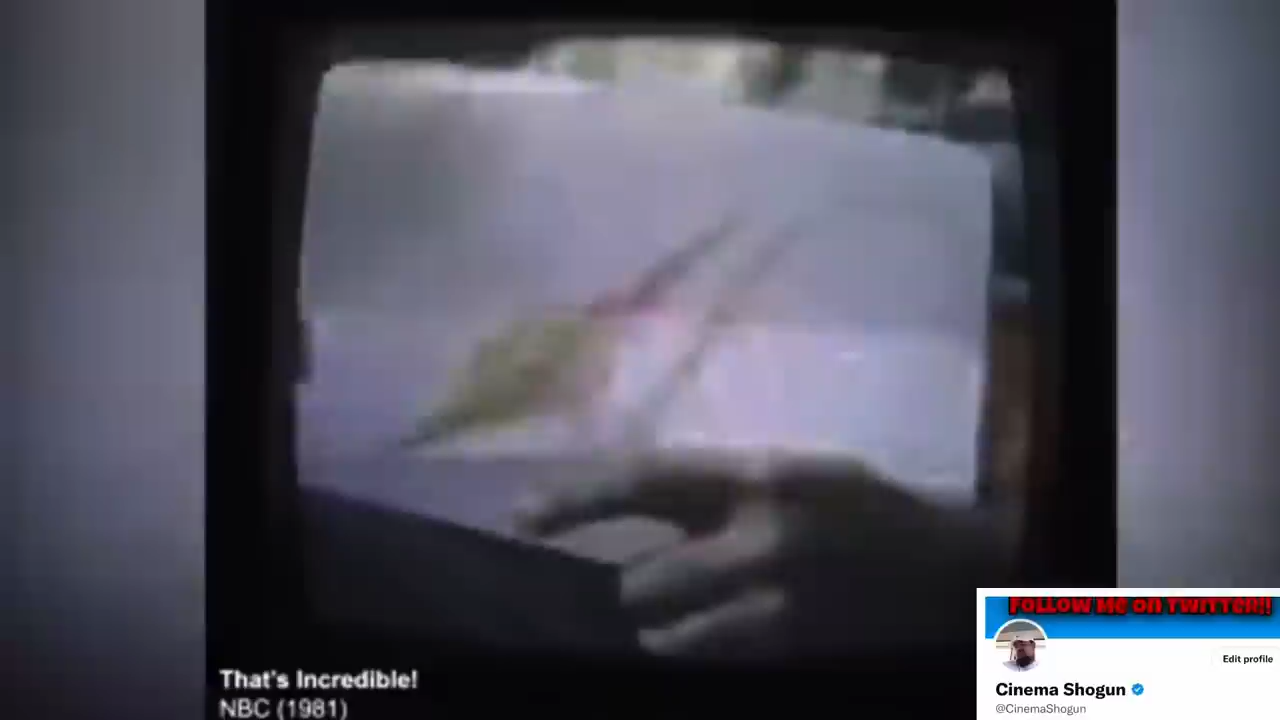 That's Incredible!
NBC (1981)
FOLLOW ME ON TWITTER!!
Edit profile
Cinema Shogun
@CinemaShogun